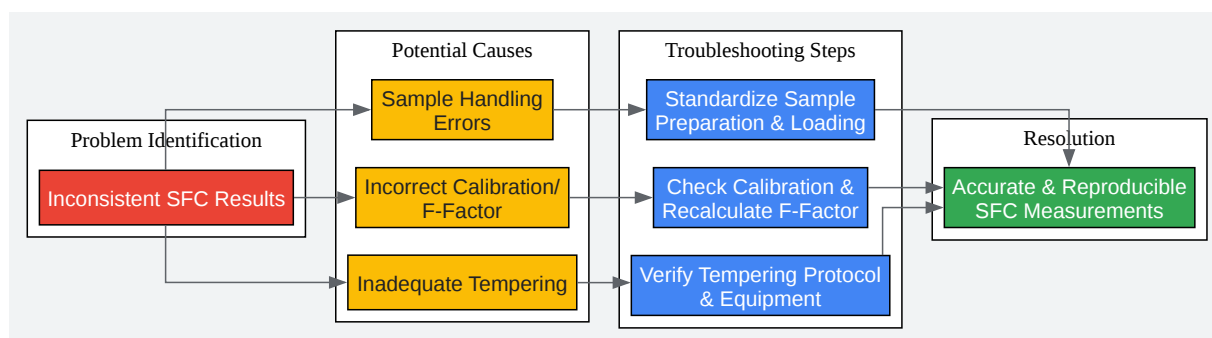 Problem Identification
Inconsistent SFC Results
Potential Causes
Sample Handling
Errors
Incorrect Calibration/
F-Factor
Inadequate Tempering
Troubleshooting Steps
Standardize Sample
Preparation & Loading
Check Calibration &
Recalculate F-Factor
Verify Tempering Protocol
& Equipment
Resolution
Accurate & Reproducible
SFC Measurements